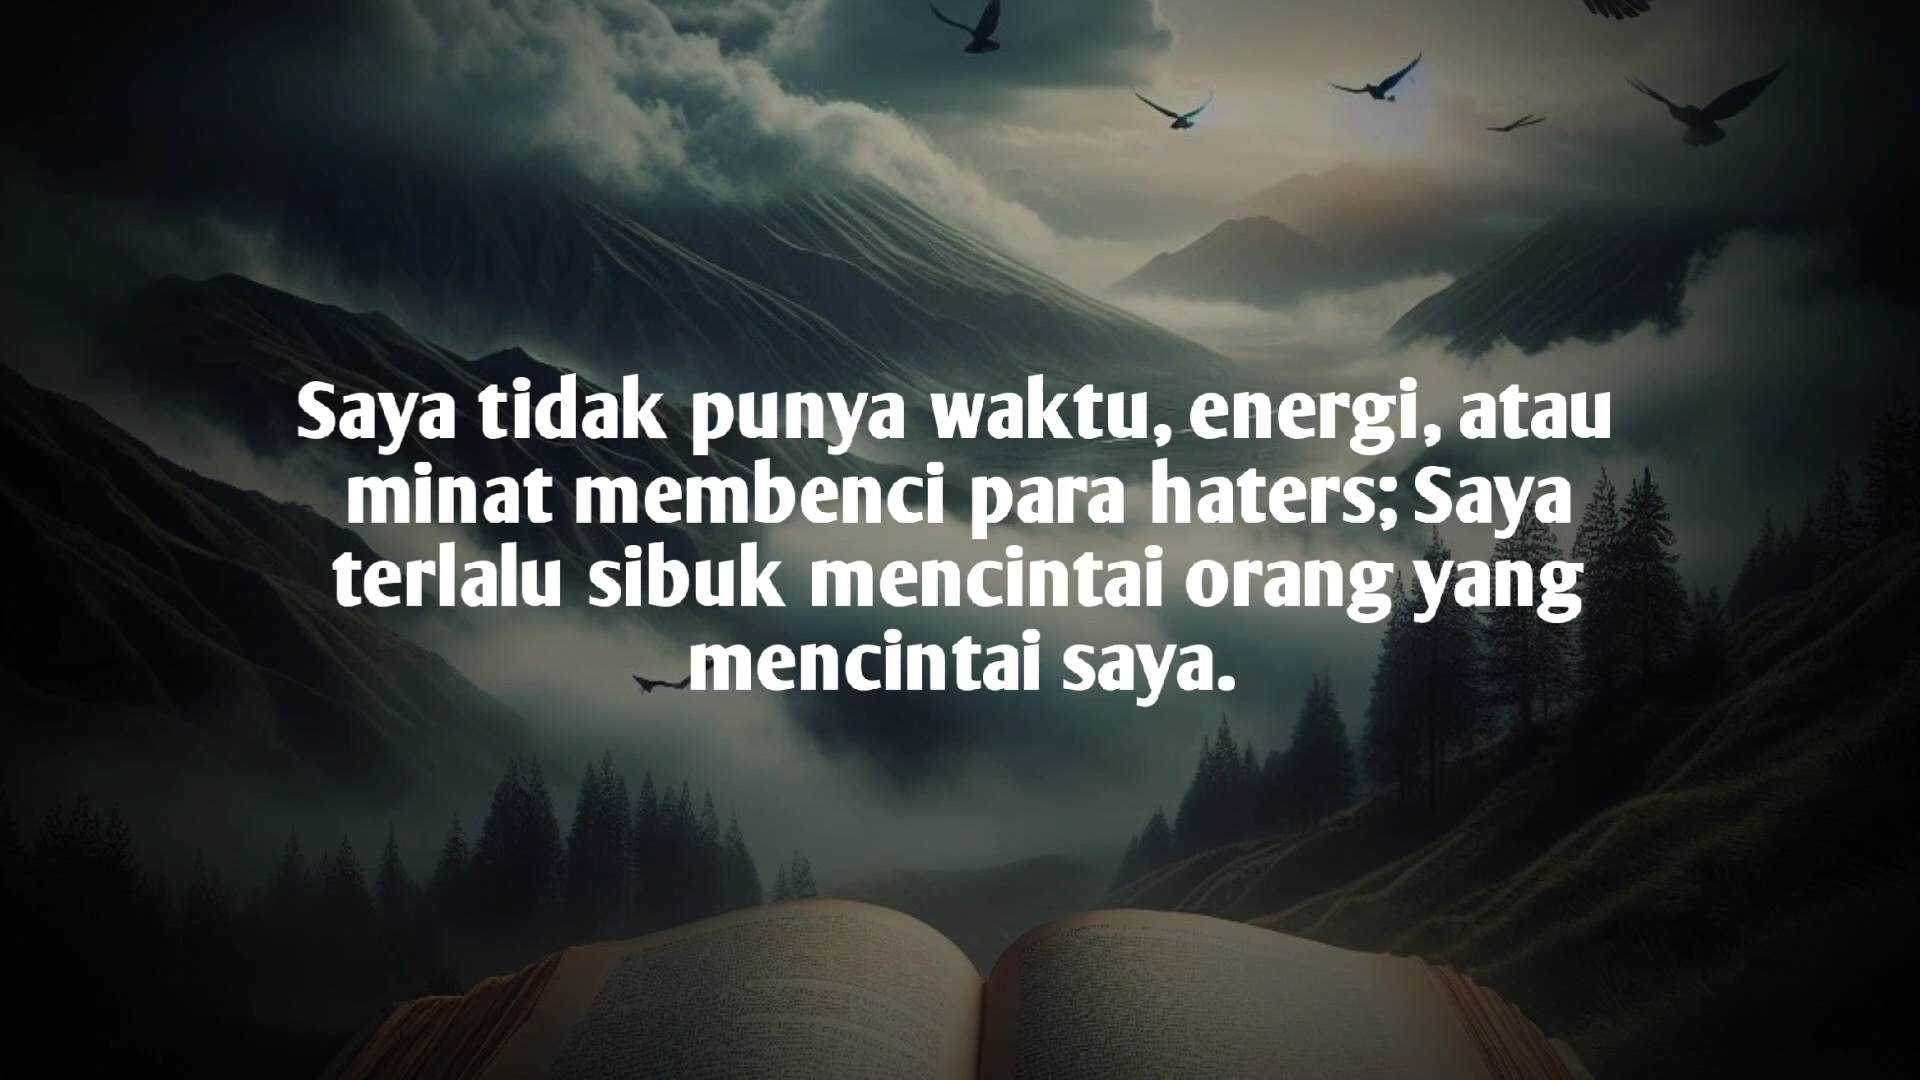 Saya tidak punya waktu, energi, atau
minat membenci para haters; Saya
terlalu sibuk mencintai orang yang
mencintai saya.